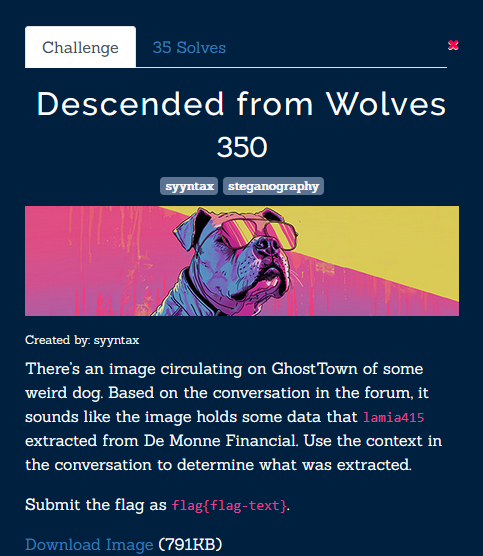 Challenge
35 Solves
✖
Descended from Wolves
350
syyntax
steganography
Created by: syyntax
There's an image circulating on GhostTown of some
weird dog. Based on the conversation in the forum, it
sounds like the image holds some data that lamia415
extracted from De Monne Financial. Use the context in
the conversation to determine what was extracted.
Submit the flag as flag{flag-text}.
Download Image (791KB)